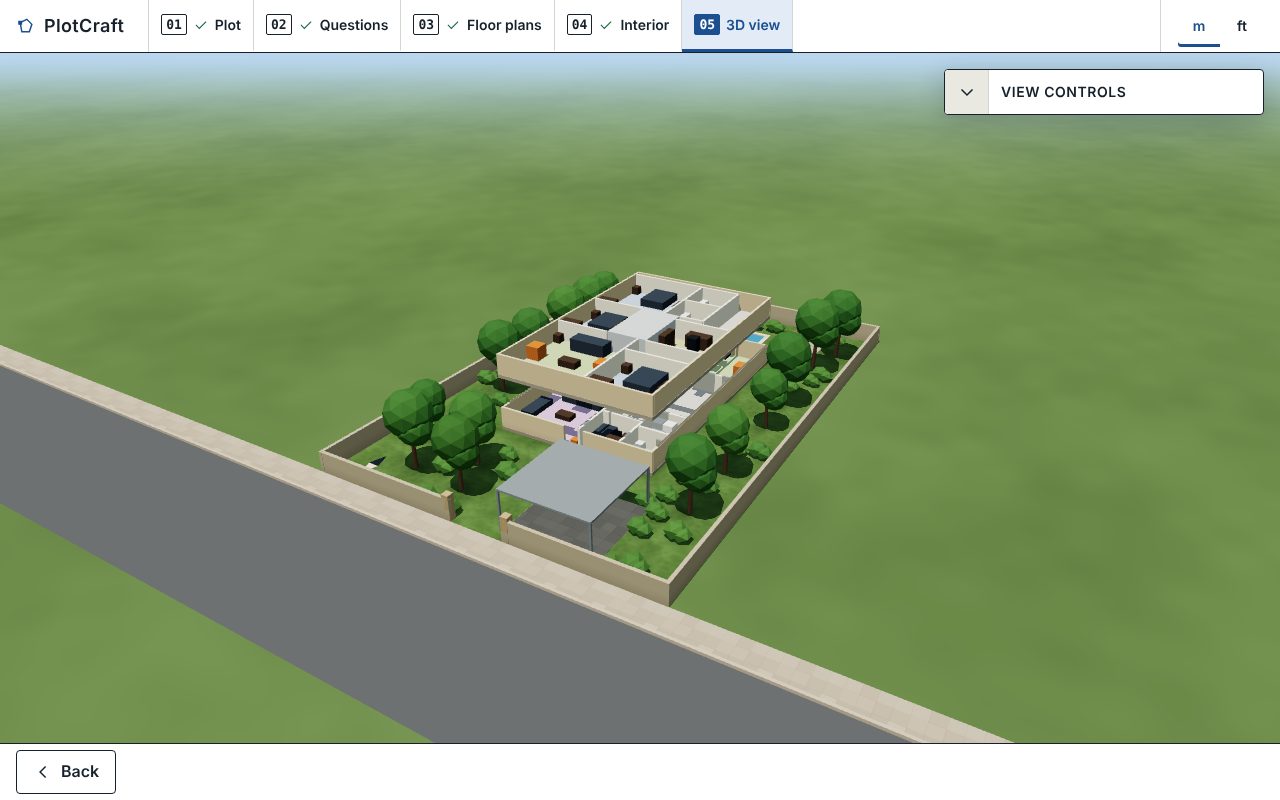 PlotCraft
01 Plot
02 Questions
03 Floor plans
04 Interior
05 3D view
m
ft
VIEW CONTROLS
Back